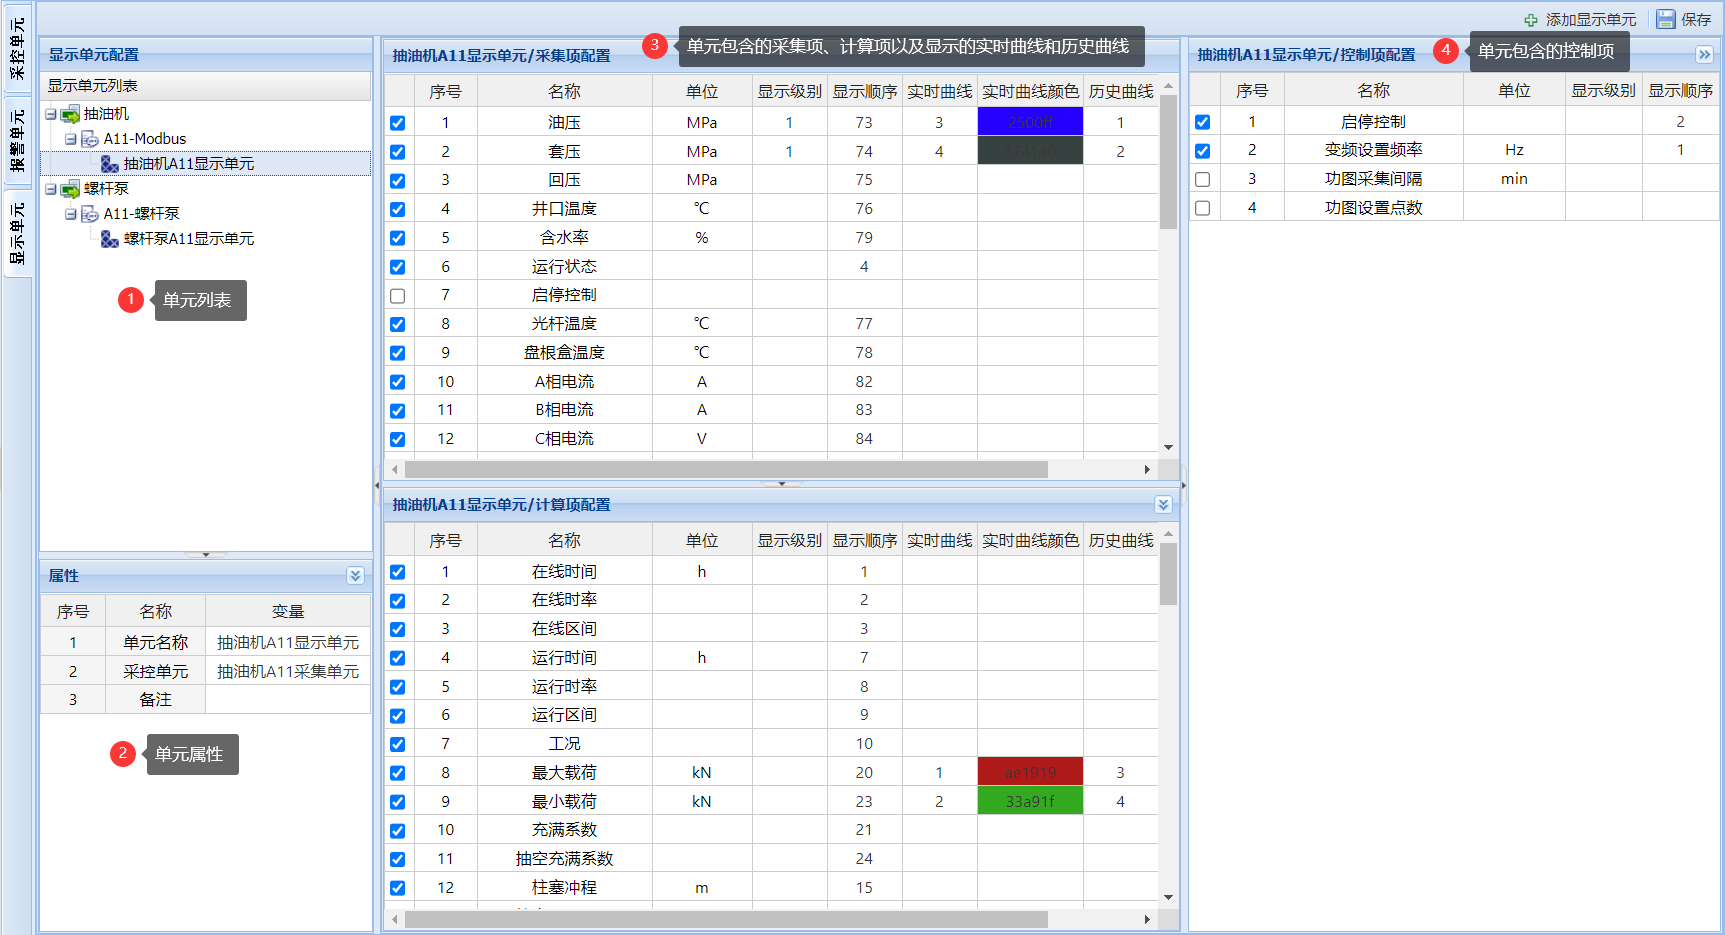 添加显示单元 保存
采控单元
报警单元
显示单元
显示单元配置
显示单元列表
抽油机
A11-Modbus
抽油机A11显示单元
螺杆泵
A11-螺杆泵
螺杆泵A11显示单元
1 单元列表
属性
序号 名称 变量
1 单元名称 抽油机A11显示单元
2 采控单元 抽油机A11采集单元
3 备注
2 单元属性
抽油机A11显示单元/采集项配置
3 单元包含的采集项、计算项以及显示的实时曲线和历史曲线
序号 名称 单位 显示级别 显示顺序 实时曲线 实时曲线颜色 历史曲线
1 油压 MPa 1 73 3 2500ff 1
2 套压 MPa 1 74 4 2
3 回压 MPa 75
4 井口温度 ℃ 76
5 含水率 % 79
6 运行状态 4
7 启停控制
8 光杆温度 ℃ 77
9 盘根盒温度 ℃ 78
10 A相电流 A 82
11 B相电流 A 83
12 C相电流 V 84
抽油机A11显示单元/计算项配置
序号 名称 单位 显示级别 显示顺序 实时曲线 实时曲线颜色 历史曲线
1 在线时间 h 1
2 在线时率 2
3 在线区间 3
4 运行时间 h 7
5 运行时率 8
6 运行区间 9
7 工况 10
8 最大载荷 kN 20 1 ae1919 3
9 最小载荷 kN 23 2 33a91f 4
10 充满系数 21
11 抽空充满系数 24
12 柱塞冲程 m 15
抽油机A11显示单元/控制项配置
4 单元包含的控制项
序号 名称 单位 显示级别 显示顺序
1 启停控制 2
2 变频设置频率 Hz 1
3 功图采集间隔 min
4 功图设置点数